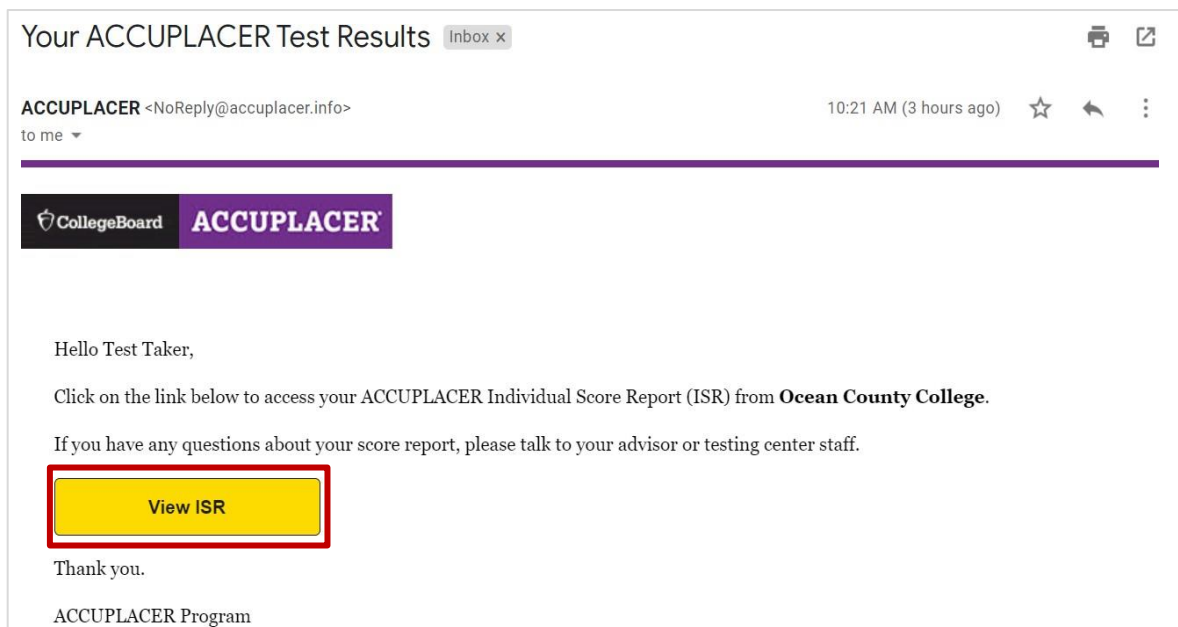 Your ACCUPLACER Test Results Inbox x
ACCUPLACER <NoReply@accuplacer.info> 10:21 AM (3 hours ago)
to me
CollegeBoard ACCUPLACER
Hello Test Taker,
Click on the link below to access your ACCUPLACER Individual Score Report (ISR) from Ocean County College.
If you have any questions about your score report, please talk to your advisor or testing center staff.
View ISR
Thank you.
ACCUPLACER Program